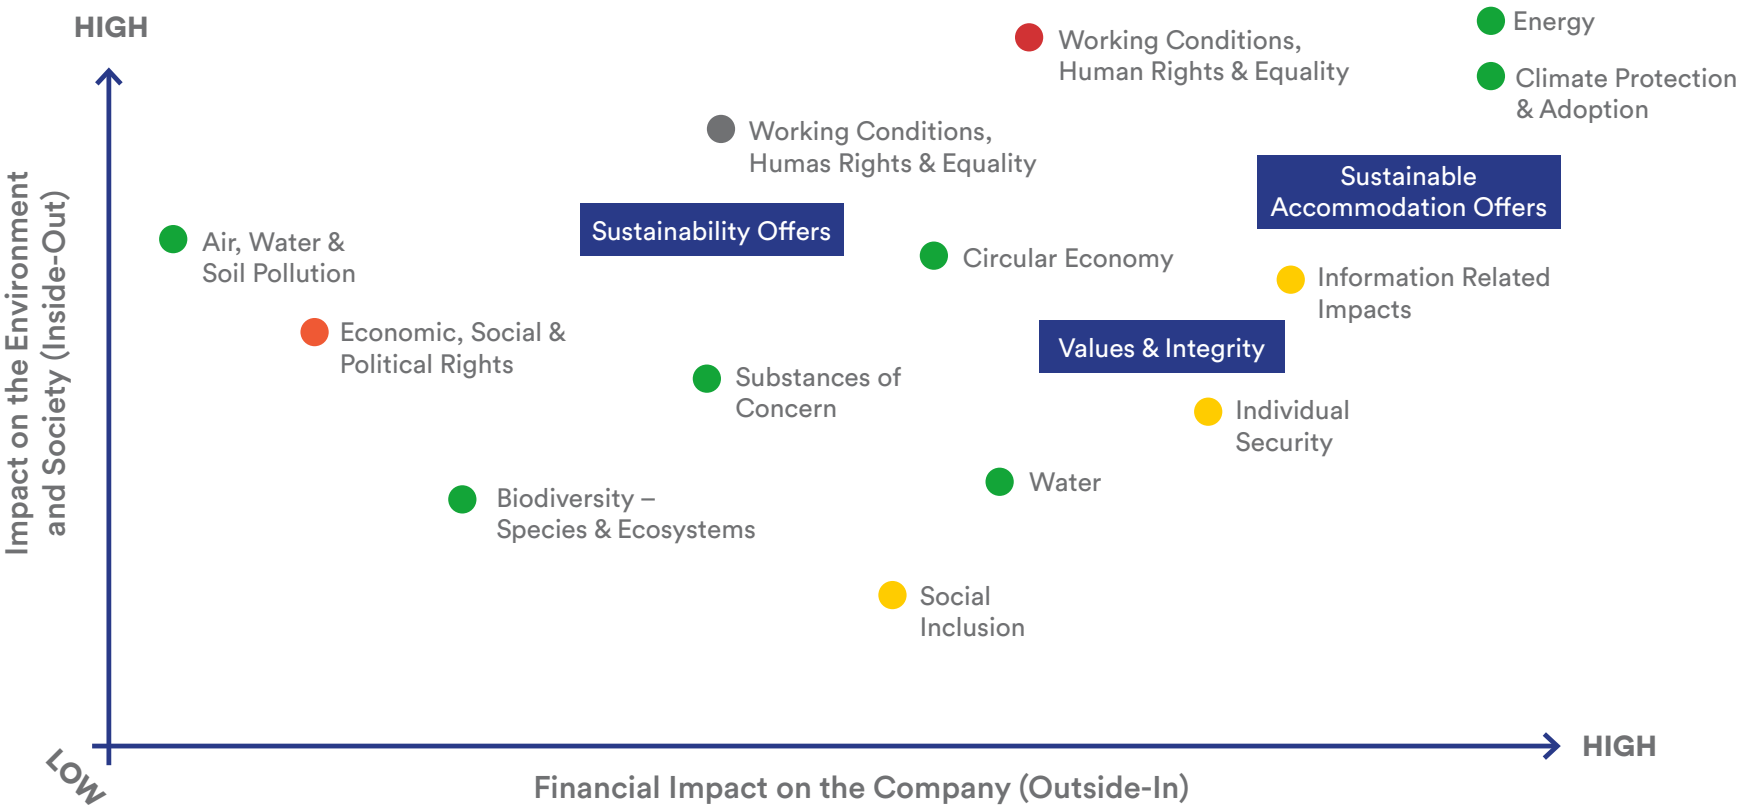 HIGH
Energy
Working Conditions,
Human Rights & Equality
Climate Protection
& Adoption
Working Conditions,
Humas Rights & Equality
Sustainable
Accommodation Offers
Sustainability Offers
Air, Water &
Soil Pollution
Circular Economy
Information Related
Impacts
Economic, Social &
Political Rights
Values & Integrity
Substances of
Concern
Individual
Security
Water
Biodiversity –
Species & Ecosystems
Social
Inclusion
Impact on the Environment
and Society (Inside-Out)
LOW
Financial Impact on the Company (Outside-In)
HIGH